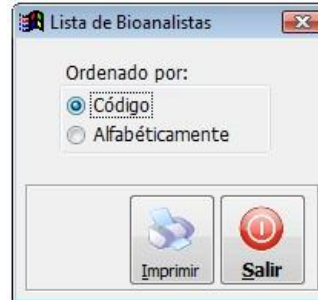 Lista de Bioanalistas
Ordenado por:
Código
Alfabéticamente
Imprimir
Salir